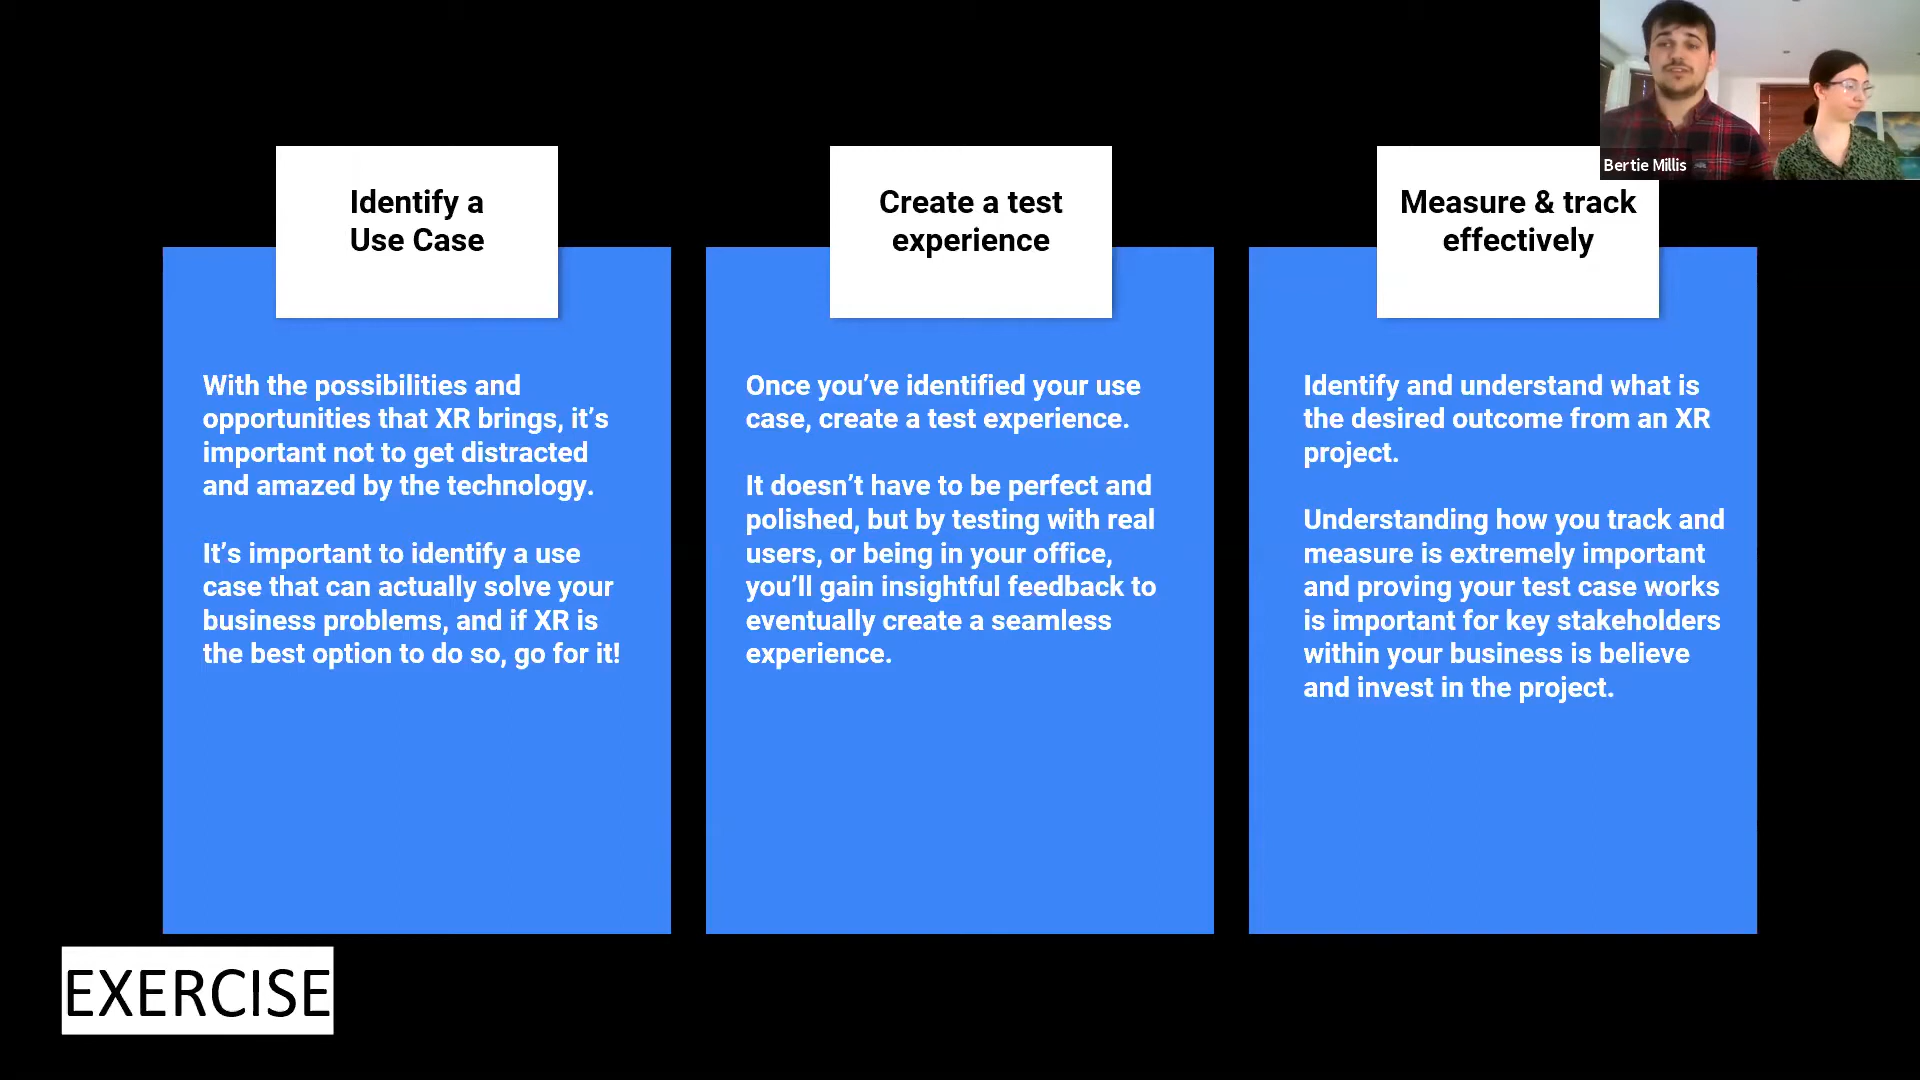 Bertie Millis
Identify a
Use Case
With the possibilities and
opportunities that XR brings, it’s
important not to get distracted
and amazed by the technology.
It’s important to identify a use
case that can actually solve your
business problems, and if XR is
the best option to do so, go for it!
Create a test
experience
Once you’ve identified your use
case, create a test experience.
It doesn’t have to be perfect and
polished, but by testing with real
users, or being in your office,
you’ll gain insightful feedback to
eventually create a seamless
experience.
Measure & track
effectively
Identify and understand what is
the desired outcome from an XR
project.
Understanding how you track and
measure is extremely important
and proving your test case works
is important for key stakeholders
within your business is believe
and invest in the project.
EXERCISE